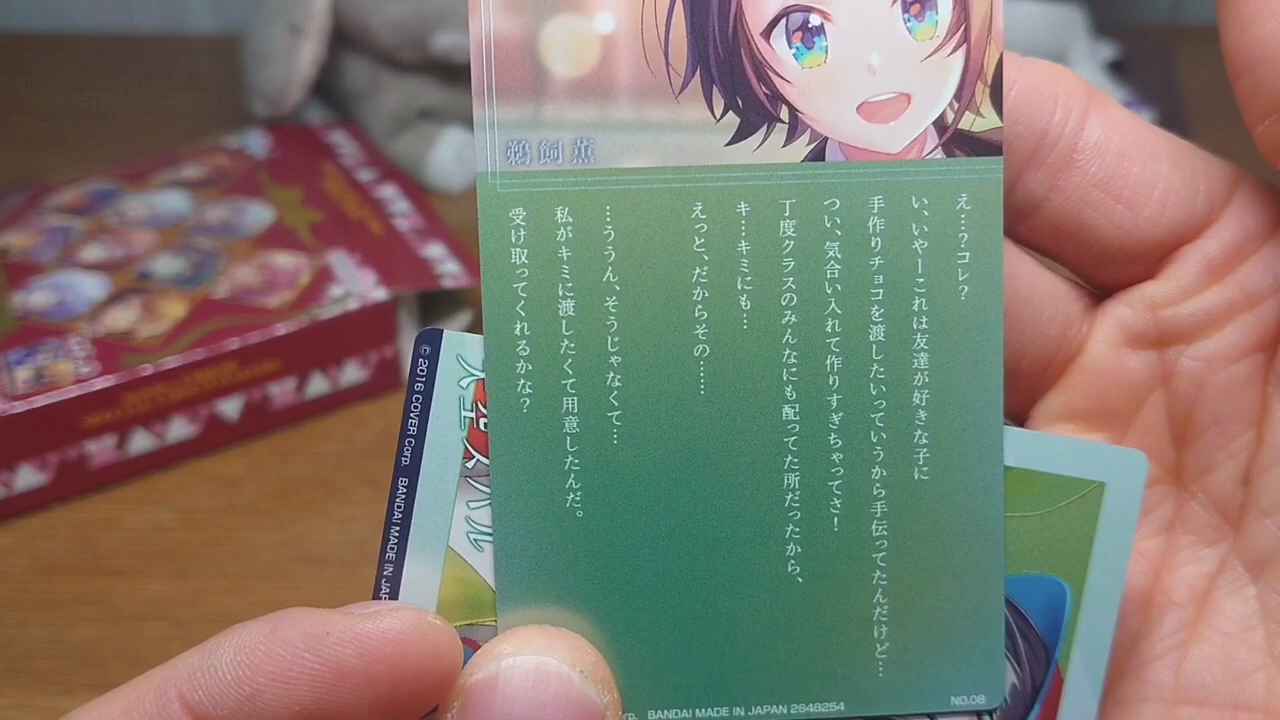 鵜飼薫
え…？コレ？
い、いやーこれは友達が好きな子に
手作りチョコを渡したいっていうから手伝ってたんだけど…
つい、気合い入れて作りすぎちゃってさ！
丁度クラスのみんなにも配ってた所だったから、
キ…キミにも…
えっと、だからその……
…ううん、そうじゃなくて…
私がキミに渡したくて用意したんだ。
受け取ってくれるかな？
BANDAI MADE IN JAPAN 2648254
NO.08
© 2016 COVER Corp. BANDAI MADE IN
大空スバル